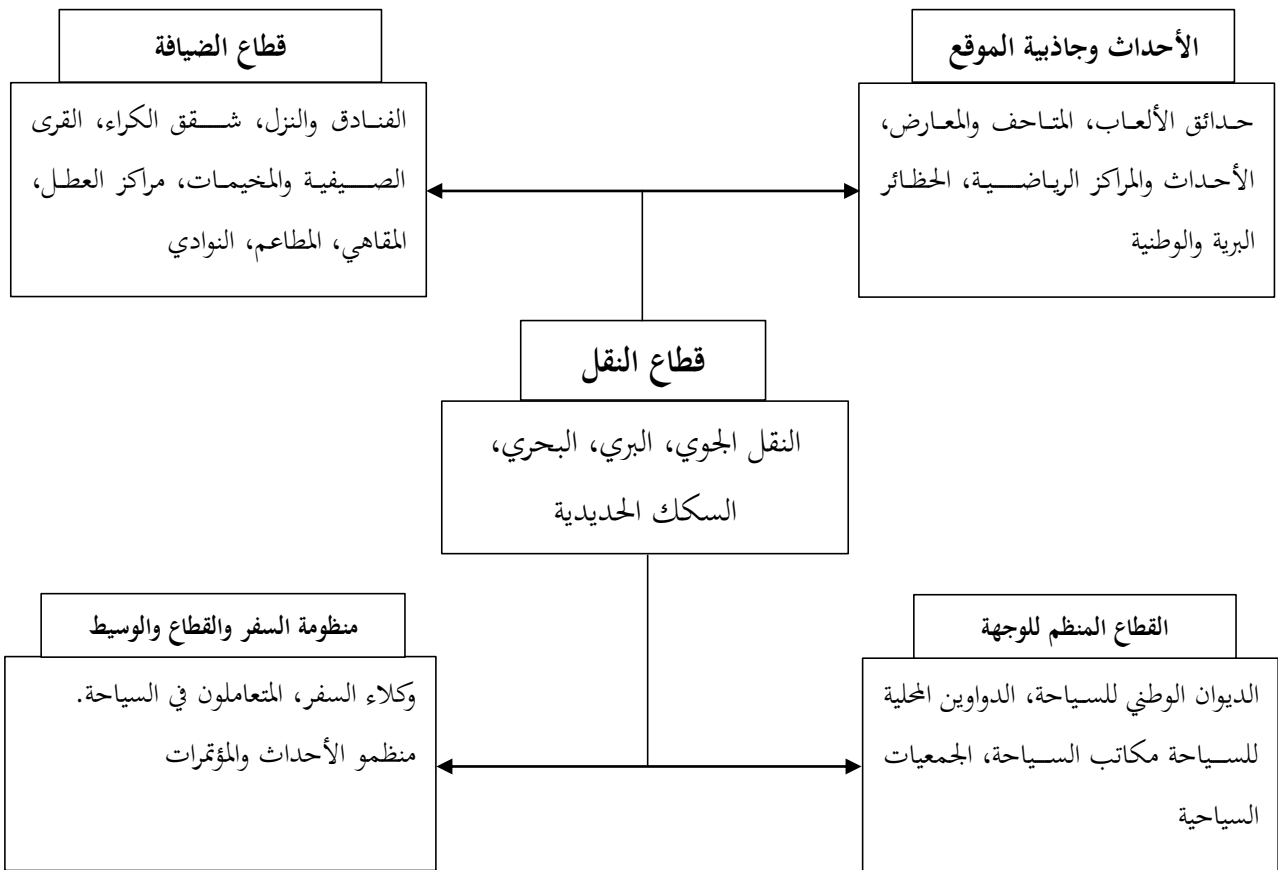 الأحداث وجاذبية الموقع
حدائق الألعاب، المتاحف والمعارض،
الأحداث والمراكز الرياضية، الحظائر
البرية والوطنية
قطاع الضيافة
الفنادق والنزل، شقق الكراء، القرى
الصيفية والمخيمات، مراكز العطل،
المقاهي، المطاعم، النوادي
قطاع النقل
النقل الجوي، البري، البحري،
السكك الحديدية
القطاع المنظم للوجهة
الديوان الوطني للسياحة، الدواوين المحلية
للسياحة مكاتب السياحة، الجمعيات
السياحية
منظومة السفر والقطاع والوسيط
وكلاء السفر، المتعاملون في السياحة.
منظمو الأحداث والمؤتمرات